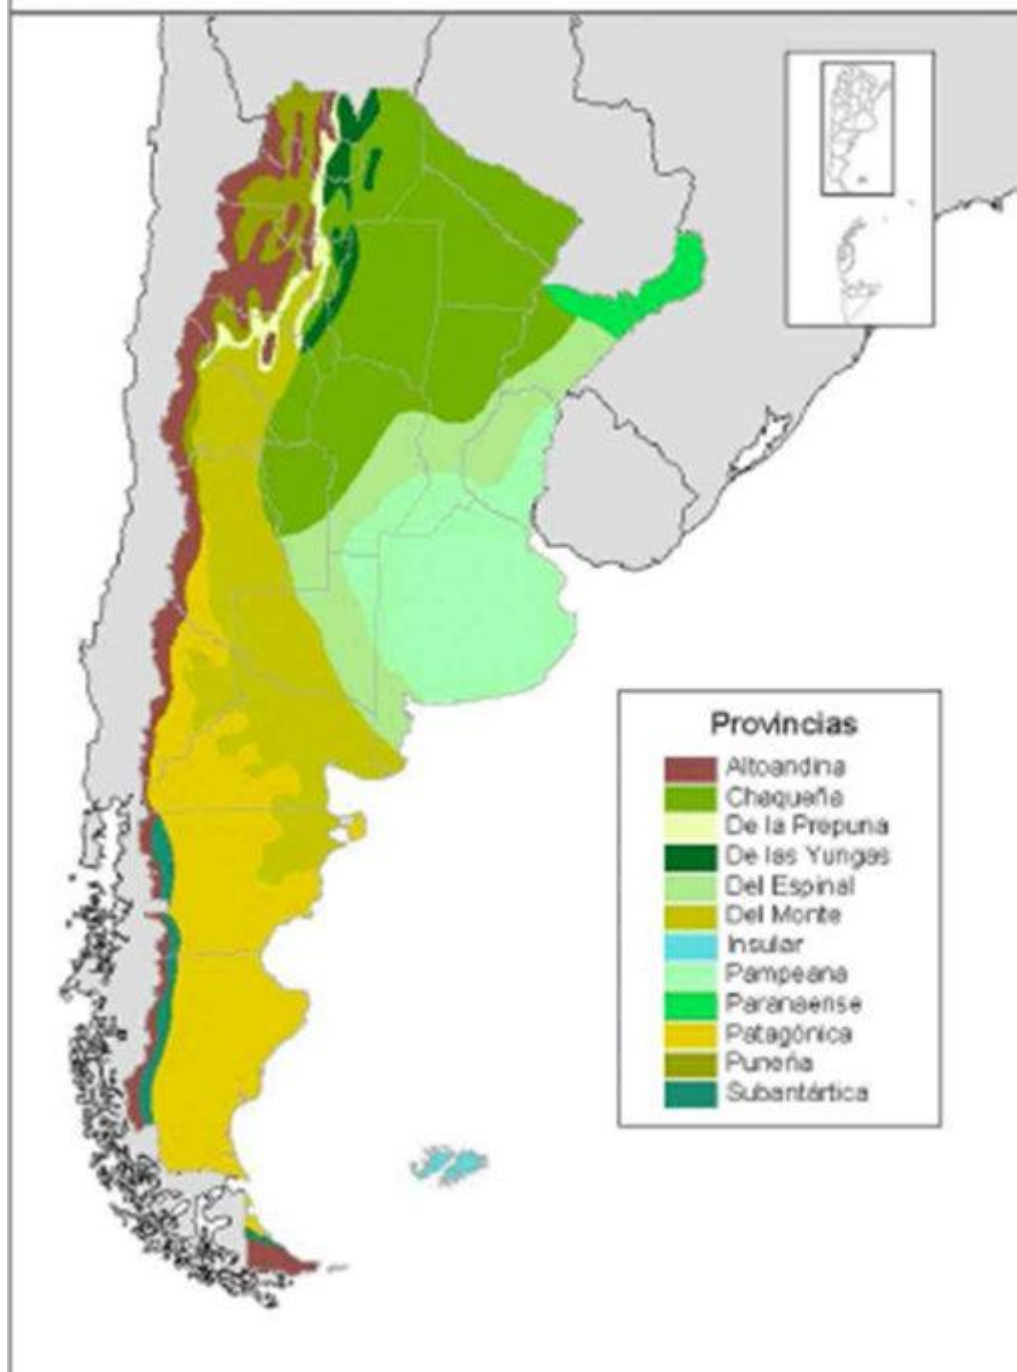 Provincias
Altoandina
Chaqueña
De la Prepuna
De las Yungas
Del Espinal
Del Monte
Insular
Pampeana
Paranaense
Patagónica
Puneña
Subantártica